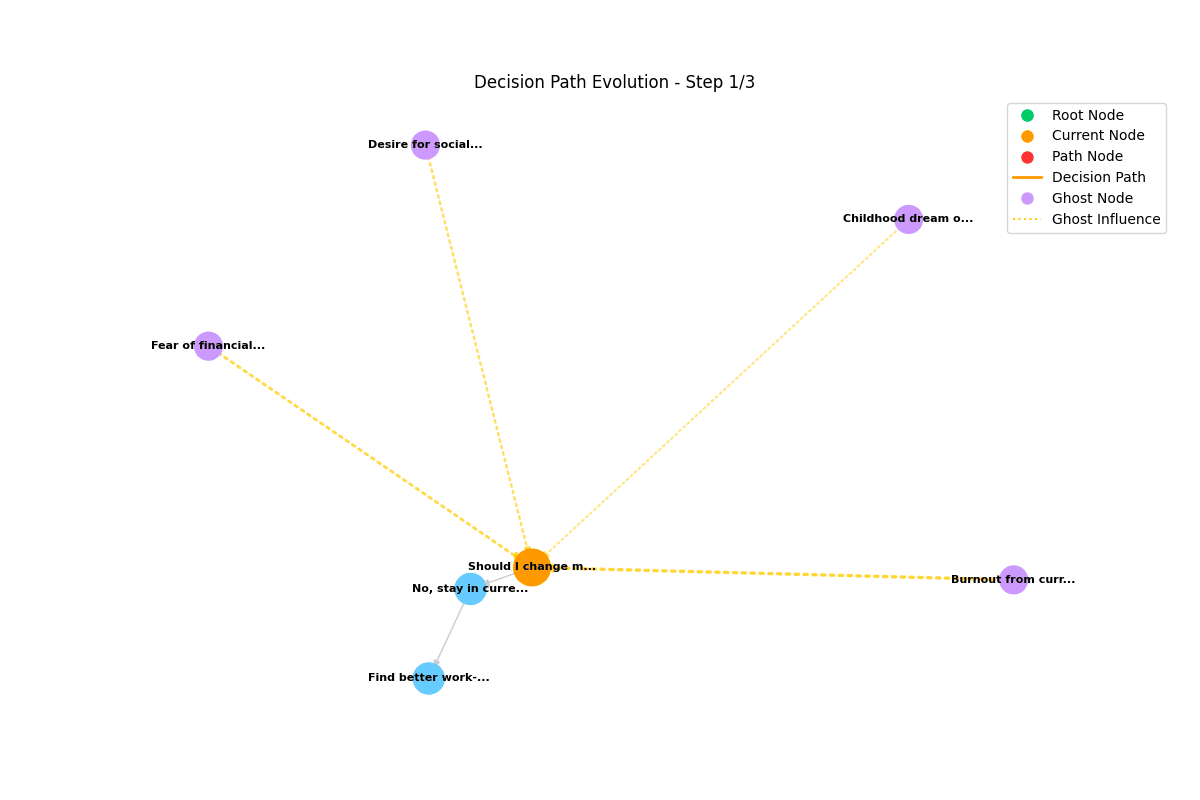 Decision Path Evolution - Step 1/3
Root Node
Current Node
Path Node
Decision Path
Ghost Node
Ghost Influence
Desire for social...
Childhood dream o...
Fear of financial...
Should I change m...
No, stay in curre...
Burnout from curr...
Find better work-...